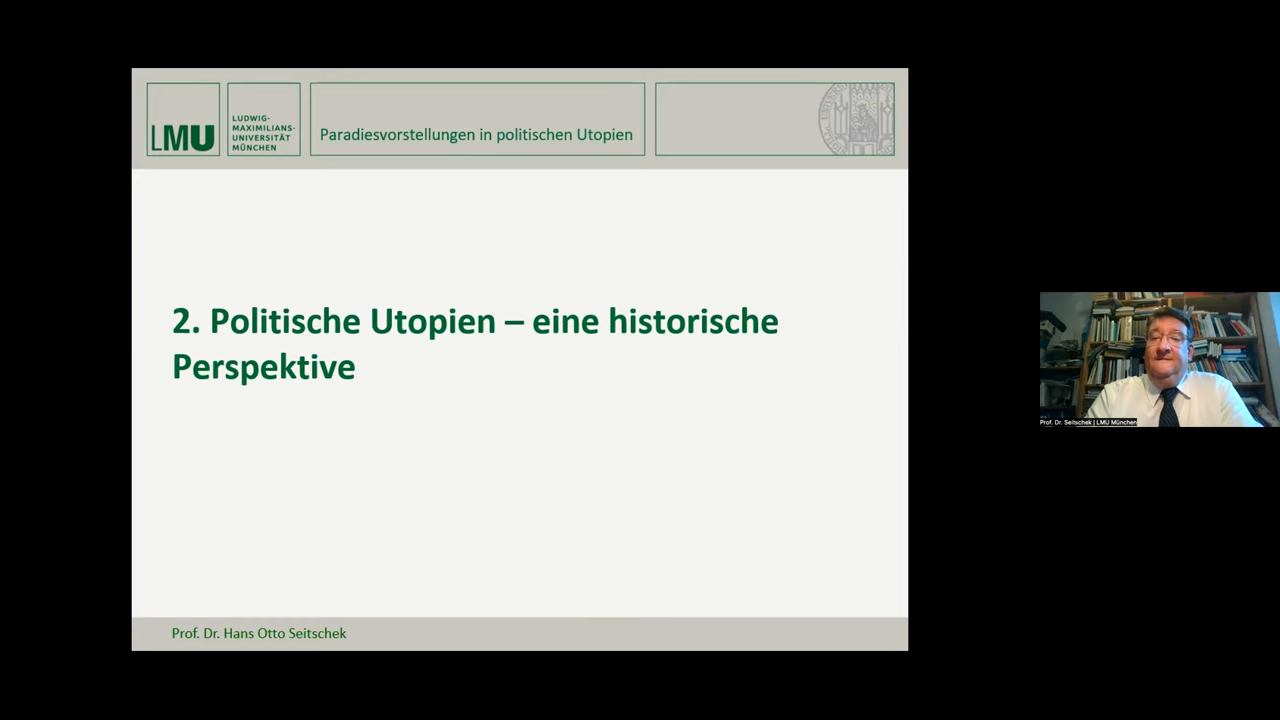 LMU
LUDWIG-
MAXIMILIANS-
UNIVERSITÄT
MÜNCHEN
Paradiesvorstellungen in politischen Utopien
2. Politische Utopien – eine historische
Perspektive
Prof. Dr. Seitschek | LMU München
Prof. Dr. Hans Otto Seitschek